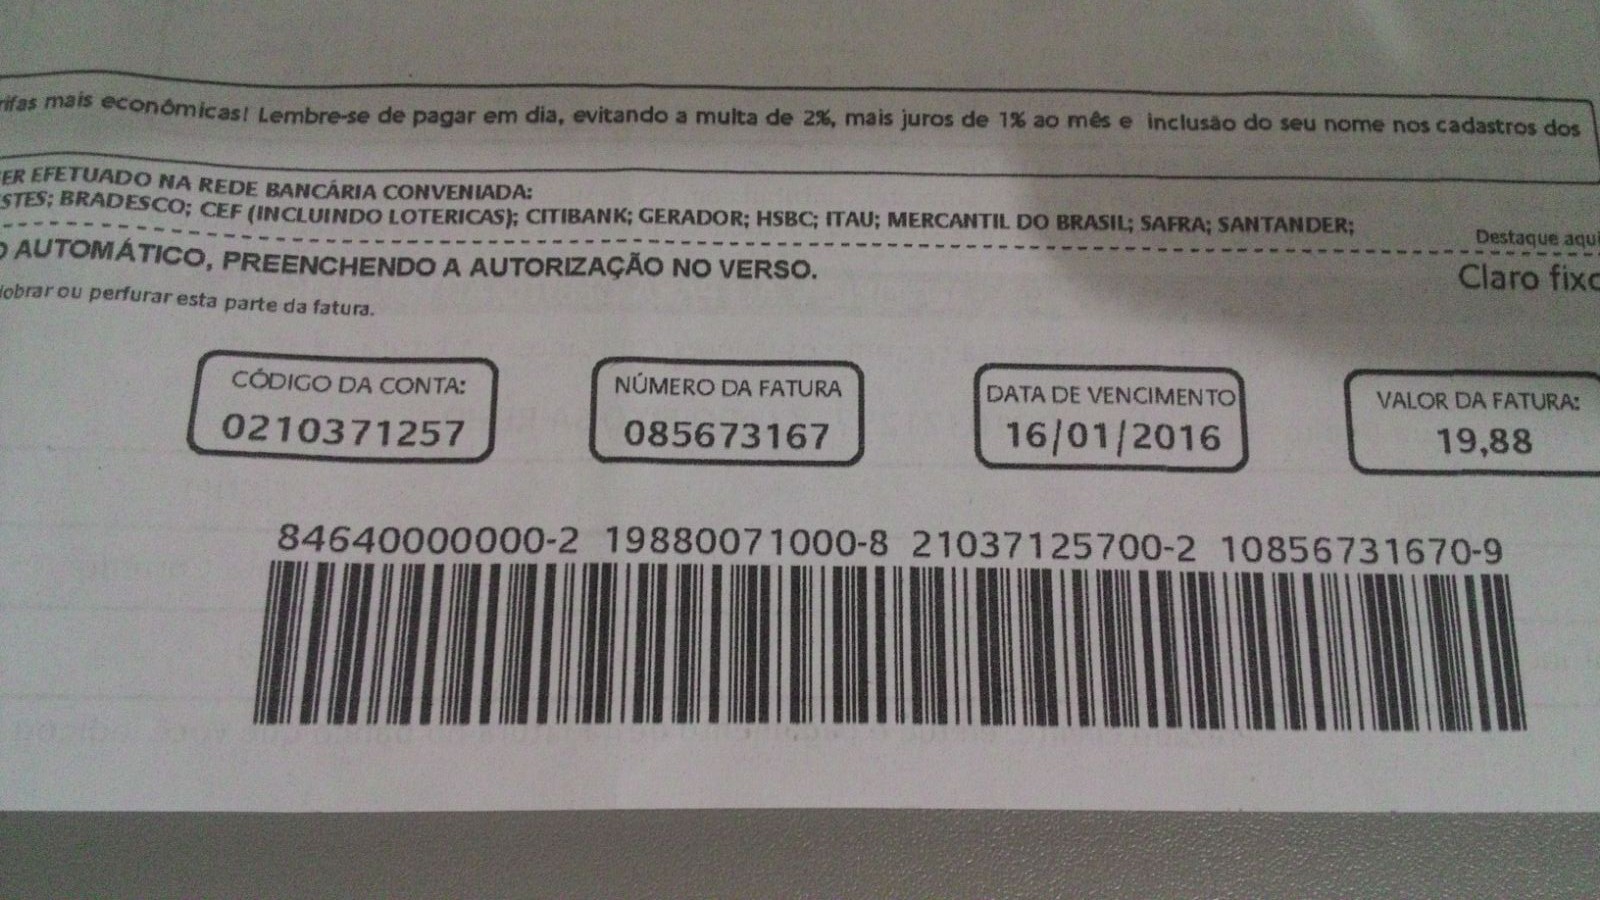 rifas mais econômicas! Lembre-se de pagar em dia, evitando a multa de 2%, mais juros de 1% ao mês e inclusão do seu nome nos cadastros dos
ER EFETUADO NA REDE BANCÁRIA CONVENIADA:
STES; BRADESCO; CEF (INCLUINDO LOTERICAS); CITIBANK; GERADOR; HSBC; ITAU; MERCANTIL DO BRASIL; SAFRA; SANTANDER;
Destaque aqui
O AUTOMÁTICO, PREENCHENDO A AUTORIZAÇÃO NO VERSO.
Claro fixo
dobrar ou perfurar esta parte da fatura.
CÓDIGO DA CONTA:
0210371257
NÚMERO DA FATURA
085673167
DATA DE VENCIMENTO
16/01/2016
VALOR DA FATURA:
19,88
84640000000-2 19880071000-8 21037125700-2 10856731670-9